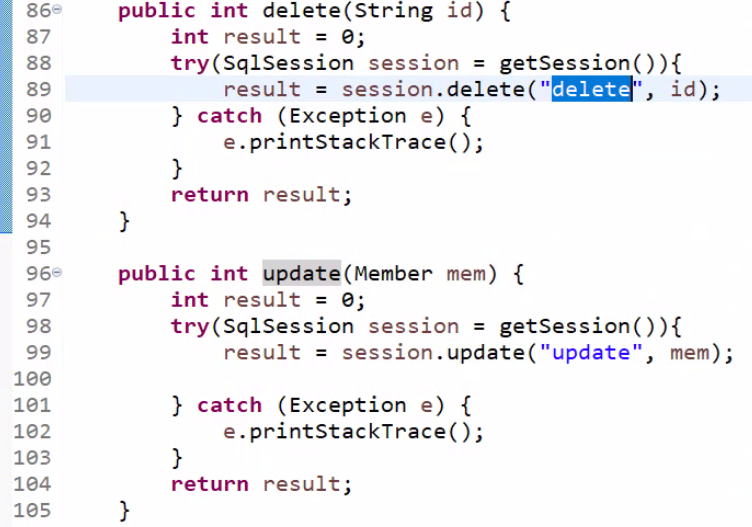 86 public int delete(String id) {
87 int result = 0;
88 try(SqlSession session = getSession()){
89 result = session.delete("delete", id);
90 } catch (Exception e) {
91 e.printStackTrace();
92 }
93 return result;
94 }
95
96 public int update(Member mem) {
97 int result = 0;
98 try(SqlSession session = getSession()){
99 result = session.update("update", mem);
100
101 } catch (Exception e) {
102 e.printStackTrace();
103 }
104 return result;
105 }